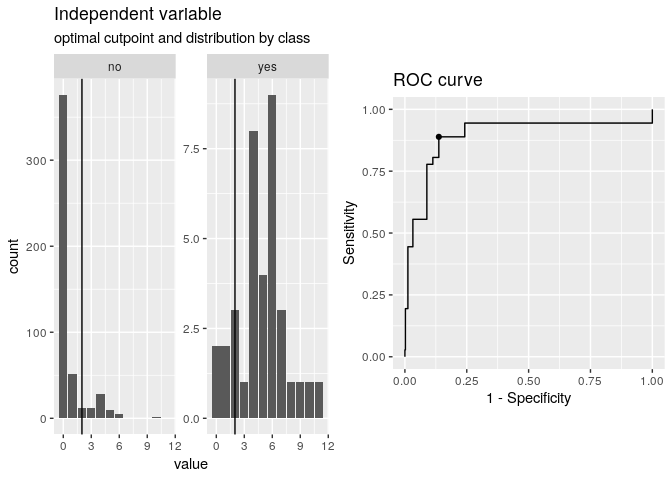 Independent variable
optimal cutpoint and distribution by class
no
yes
300
200
100
0
7.5
5.0
2.5
0.0
0 3 6 9 12
0 3 6 9 12
count
value
ROC curve
1.00
0.75
0.50
0.25
0.00
0.00 0.25 0.50 0.75 1.00
Sensitivity
1 - Specificity